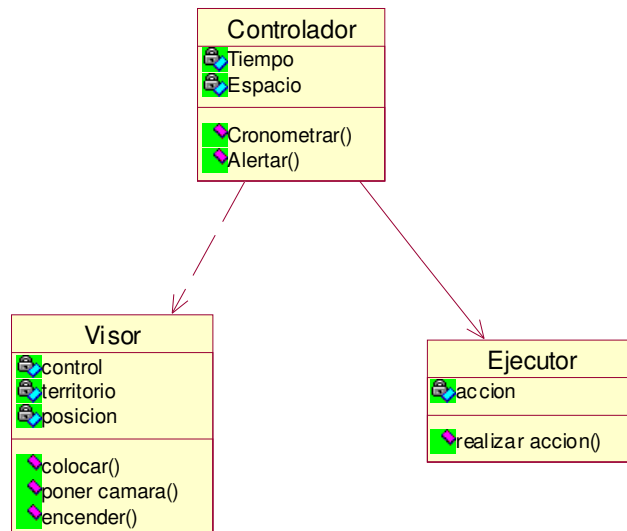 Controlador
Tiempo
Espacio
Cronometrar()
Alertar()
Visor
control
territorio
posicion
colocar()
poner camara()
encender()
Ejecutor
accion
realizar accion()